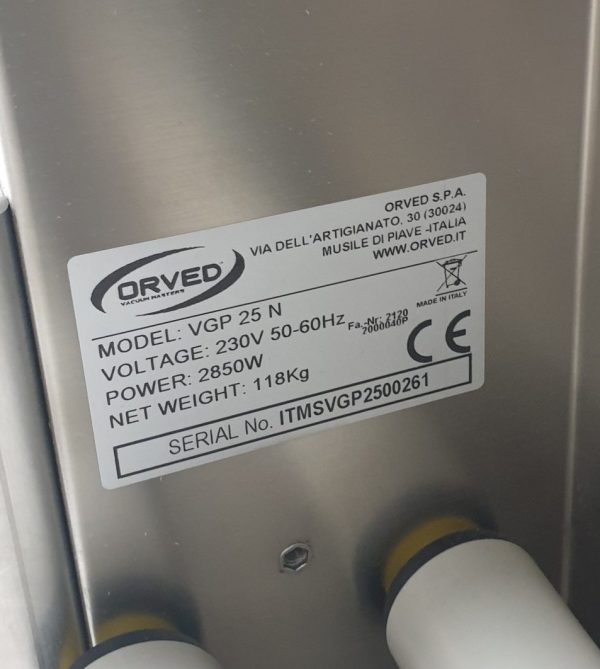 ORVED
VACUUM MASTERS
ORVED S.P.A.
VIA DELL'ARTIGIANATO, 30 (30024)
MUSILE DI PIAVE -ITALIA
WWW.ORVED.IT
MODEL: VGP 25 N
VOLTAGE: 230V 50-60Hz
Fa.-Nr: 2120
2000040P
POWER: 2850W
NET WEIGHT: 118Kg
MADE IN ITALY
CE
SERIAL No. ITMSVGP2500261